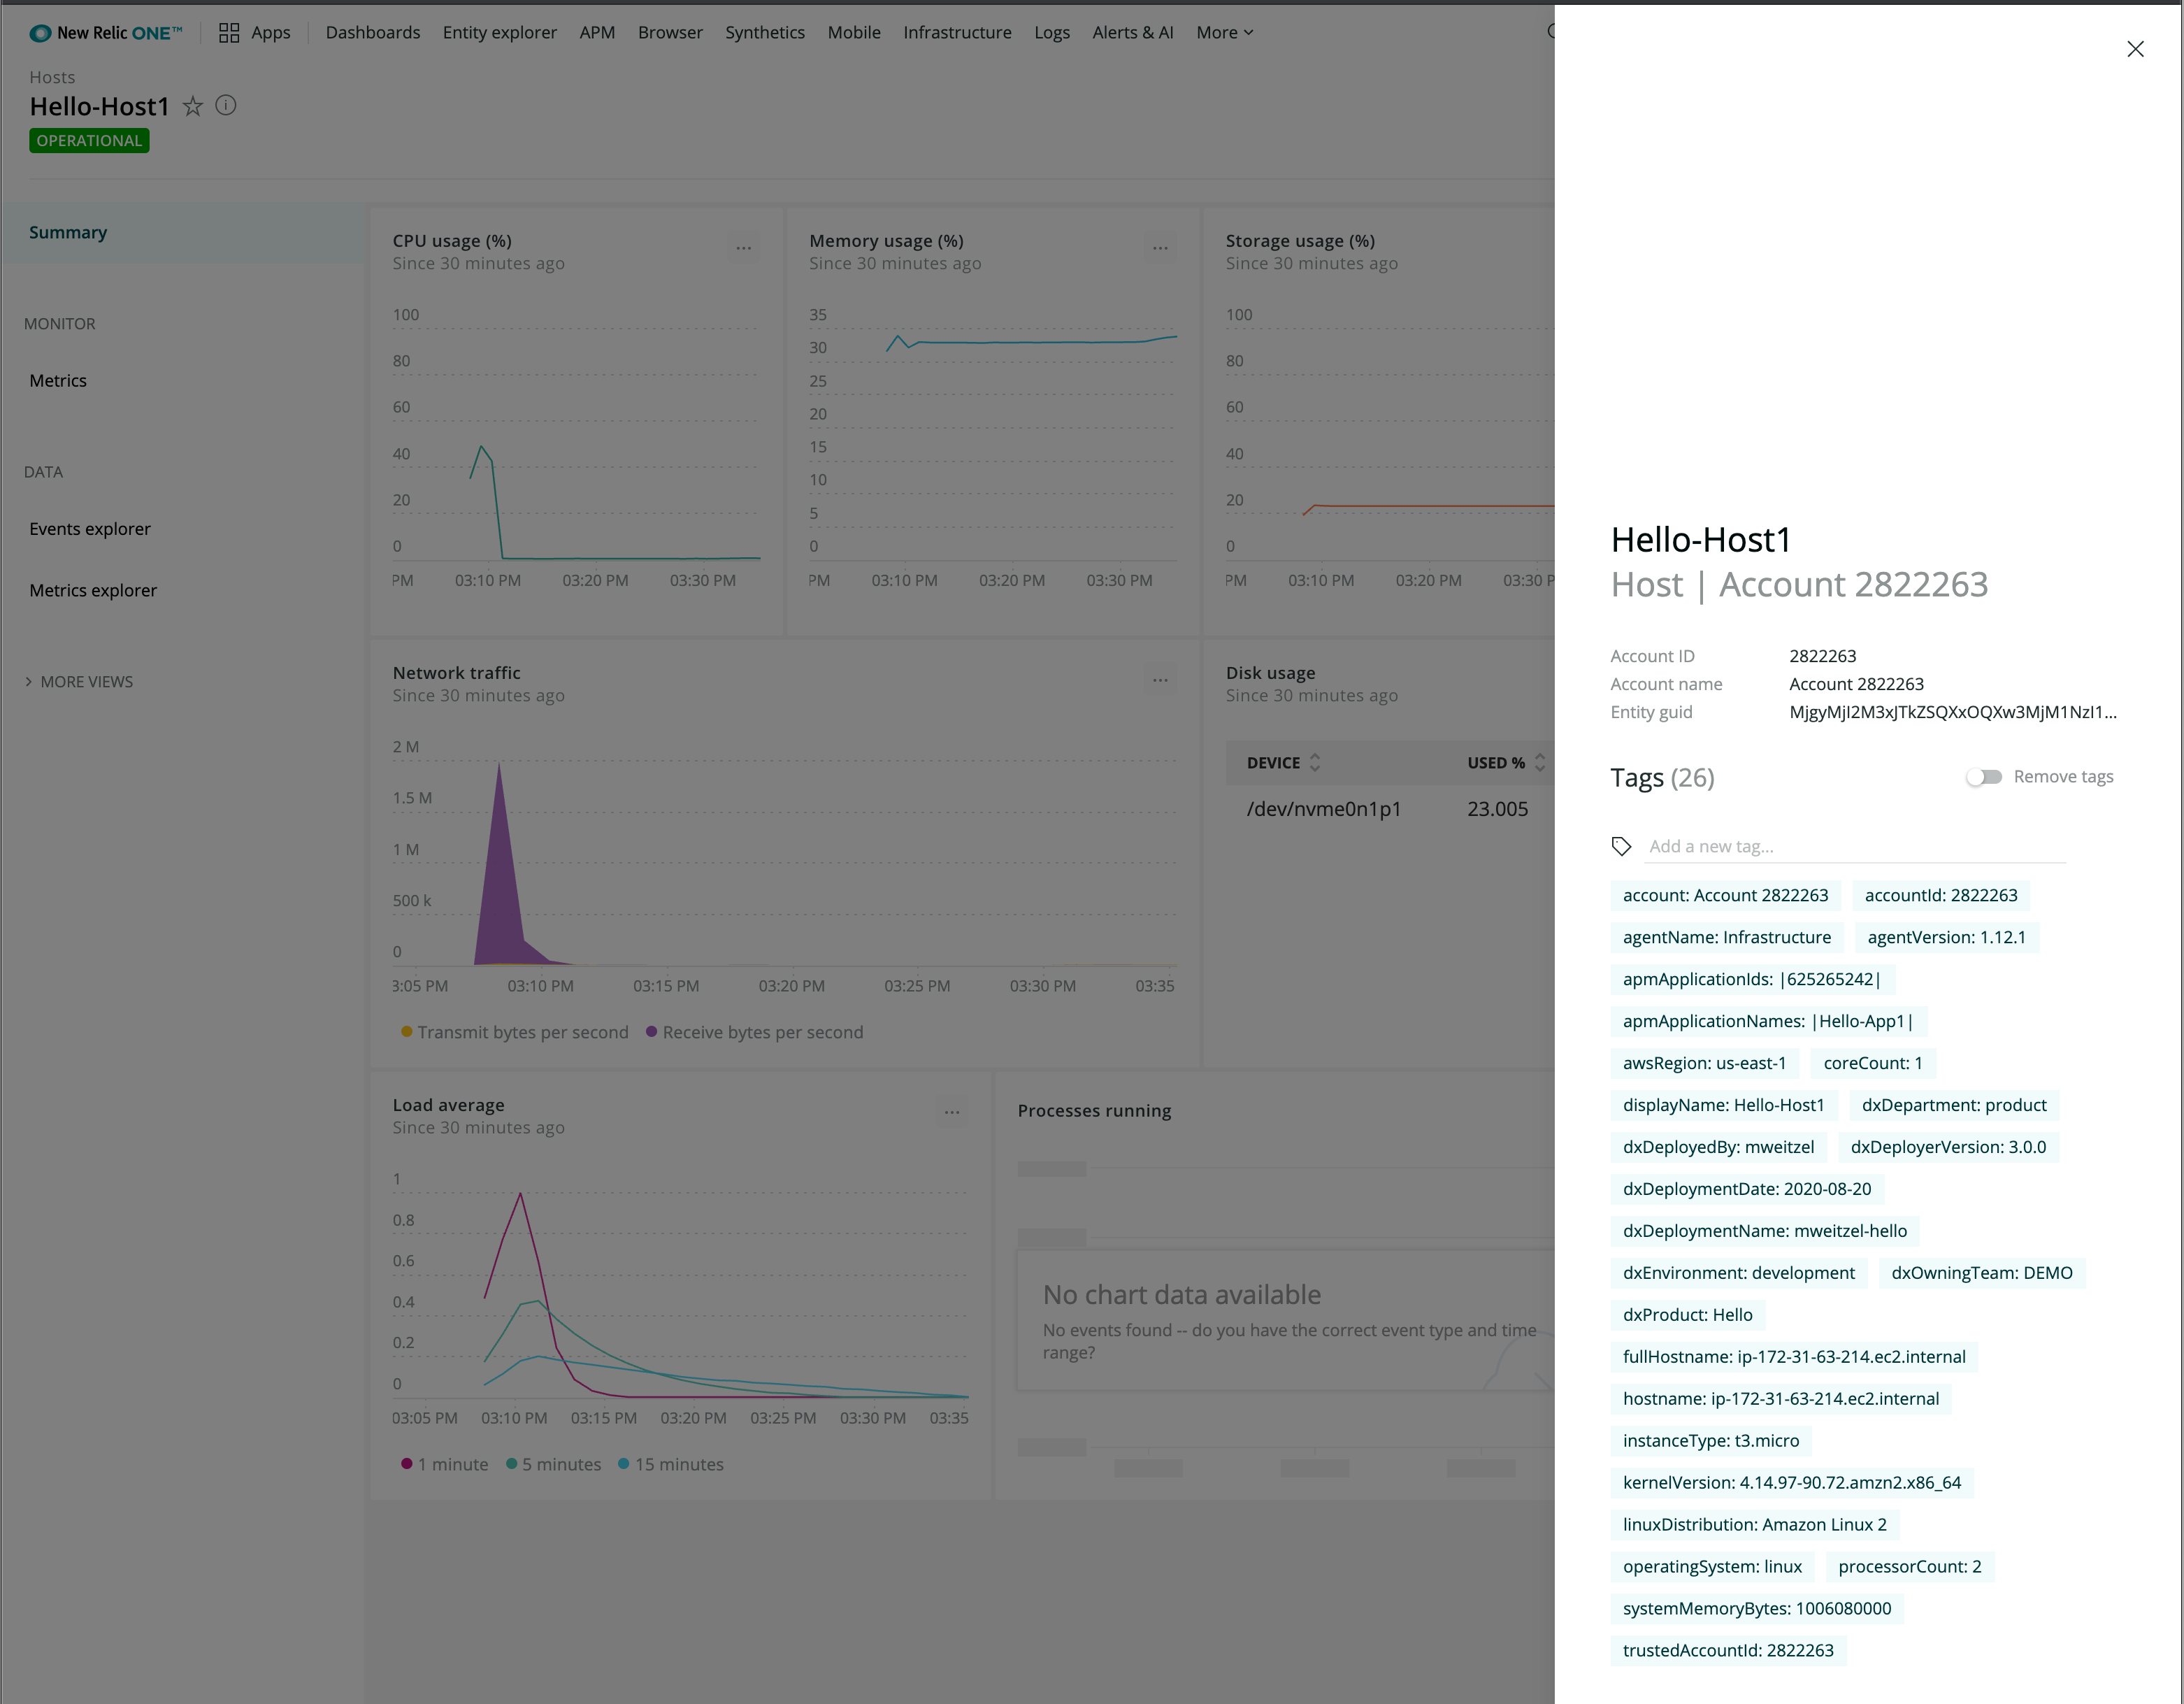 New Relic ONE™ Apps Dashboards Entity explorer APM Browser Synthetics Mobile Infrastructure Logs Alerts & AI More
Hosts
Hello-Host1
OPERATIONAL
Summary
MONITOR
Metrics
DATA
Events explorer
Metrics explorer
MORE VIEWS
CPU usage (%)
Since 30 minutes ago
100
80
60
40
20
0
PM 03:10 PM 03:20 PM 03:30 PM
Memory usage (%)
Since 30 minutes ago
35
30
25
20
15
10
5
0
PM 03:10 PM 03:20 PM 03:30 PM
Storage usage (%)
Since 30 minutes ago
100
80
60
40
20
0
PM 03:10 PM 03:20 PM 03:30 P
Network traffic
Since 30 minutes ago
2 M
1.5 M
1 M
500 k
0
3:05 PM 03:10 PM 03:15 PM 03:20 PM 03:25 PM 03:30 PM 03:35
Transmit bytes per second Receive bytes per second
Disk usage
Since 30 minutes ago
DEVICE USED %
/dev/nvme0n1p1 23.005
Load average
Since 30 minutes ago
1
0.8
0.6
0.4
0.2
0
03:05 PM 03:10 PM 03:15 PM 03:20 PM 03:25 PM 03:30 PM 03:35
1 minute 5 minutes 15 minutes
Processes running
No chart data available
No events found -- do you have the correct event type and time
range?
Hello-Host1
Host | Account 2822263
Account ID 2822263
Account name Account 2822263
Entity guid MjgyMjI2M3xJTkZSQXxOQXw3MjM1NzI1...
Tags (26) Remove tags
Add a new tag...
account: Account 2822263 accountId: 2822263
agentName: Infrastructure agentVersion: 1.12.1
apmApplicationIds: |625265242|
apmApplicationNames: |Hello-App1|
awsRegion: us-east-1 coreCount: 1
displayName: Hello-Host1 dxDepartment: product
dxDeployedBy: mweitzel dxDeployerVersion: 3.0.0
dxDeploymentDate: 2020-08-20
dxDeploymentName: mweitzel-hello
dxEnvironment: development dxOwningTeam: DEMO
dxProduct: Hello
fullHostname: ip-172-31-63-214.ec2.internal
hostname: ip-172-31-63-214.ec2.internal
instanceType: t3.micro
kernelVersion: 4.14.97-90.72.amzn2.x86_64
linuxDistribution: Amazon Linux 2
operatingSystem: linux processorCount: 2
systemMemoryBytes: 1006080000
trustedAccountId: 2822263